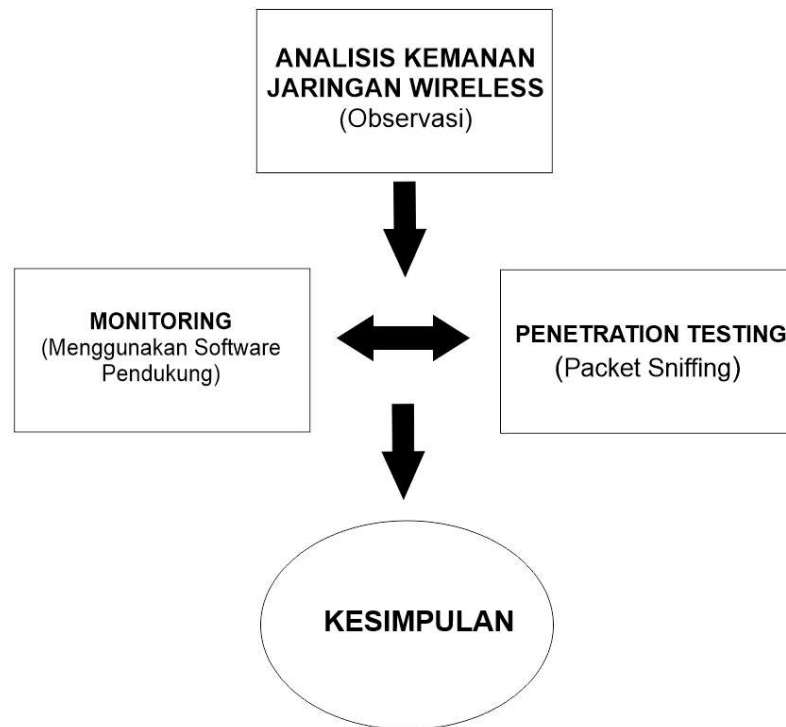 ANALISIS KEMANAN
JARINGAN WIRELESS
(Observasi)
MONITORING
(Menggunakan Software
Pendukung)
PENETRATION TESTING
(Packet Sniffing)
KESIMPULAN